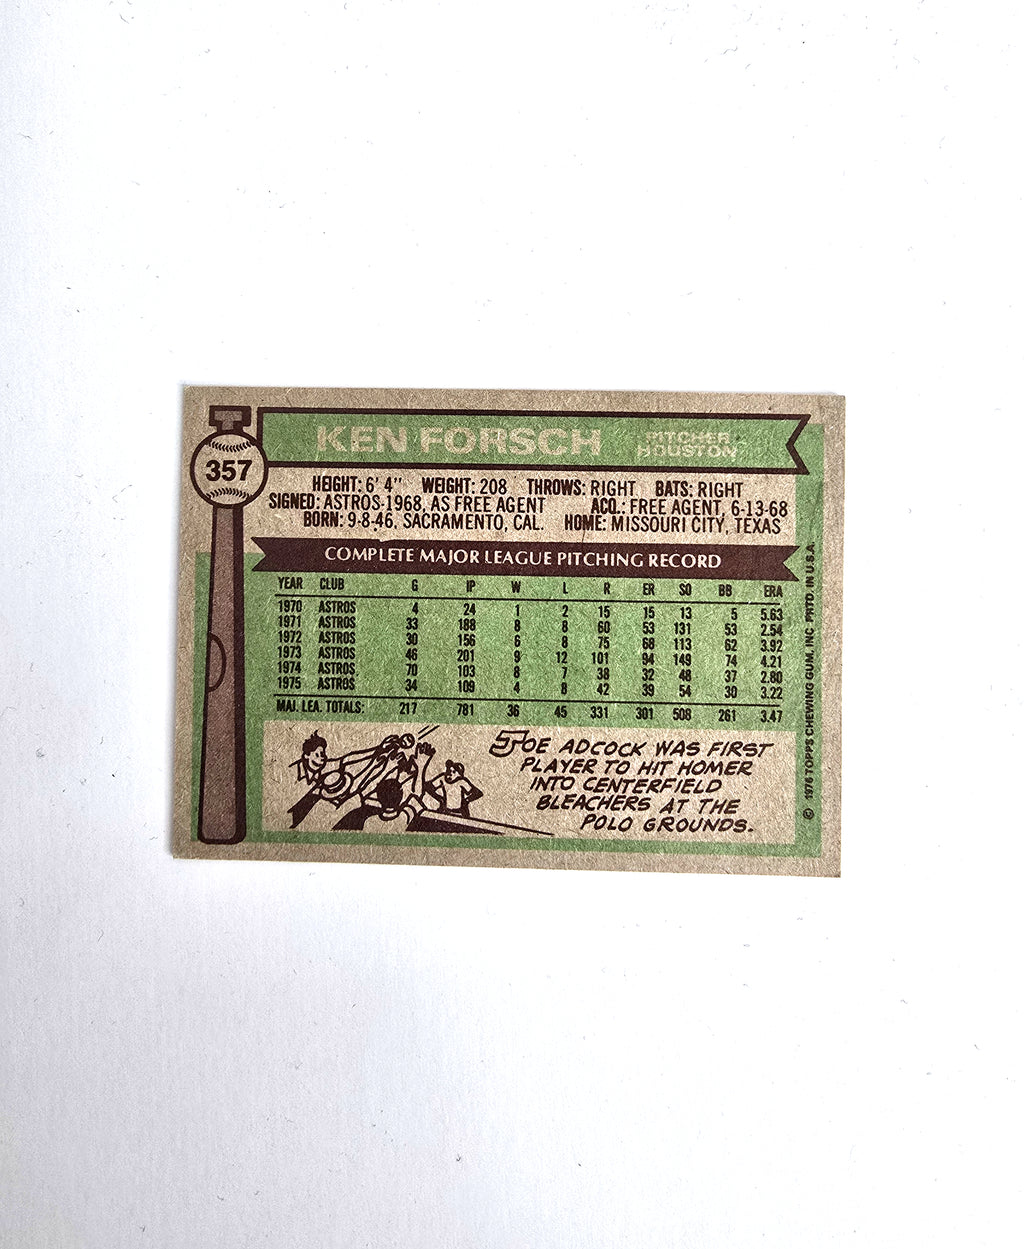 KEN FORSCH
PITCHER
HOUSTON
357
HEIGHT: 6' 4" WEIGHT: 208 THROWS: RIGHT BATS: RIGHT
SIGNED: ASTROS-1968, AS FREE AGENT ACQ.: FREE AGENT, 6-13-68
BORN: 9-8-46, SACRAMENTO, CAL. HOME: MISSOURI CITY, TEXAS
COMPLETE MAJOR LEAGUE PITCHING RECORD
YEAR CLUB G IP W L R ER SO BB ERA
1970 ASTROS 4 24 1 2 15 15 13 5 5.63
1971 ASTROS 33 188 8 8 60 53 131 53 2.54
1972 ASTROS 30 156 6 8 75 68 113 62 3.92
1973 ASTROS 46 201 9 12 101 94 149 74 4.21
1974 ASTROS 70 103 8 7 38 32 48 37 2.80
1975 ASTROS 34 109 4 8 42 39 54 30 3.22
MAJ. LEA. TOTALS: 217 781 36 45 331 301 508 261 3.47
JOE ADCOCK WAS FIRST
PLAYER TO HIT HOMER
INTO CENTERFIELD
BLEACHERS AT THE
POLO GROUNDS.
© 1976 TOPPS CHEWING GUM, INC. PRTD. IN U.S.A.